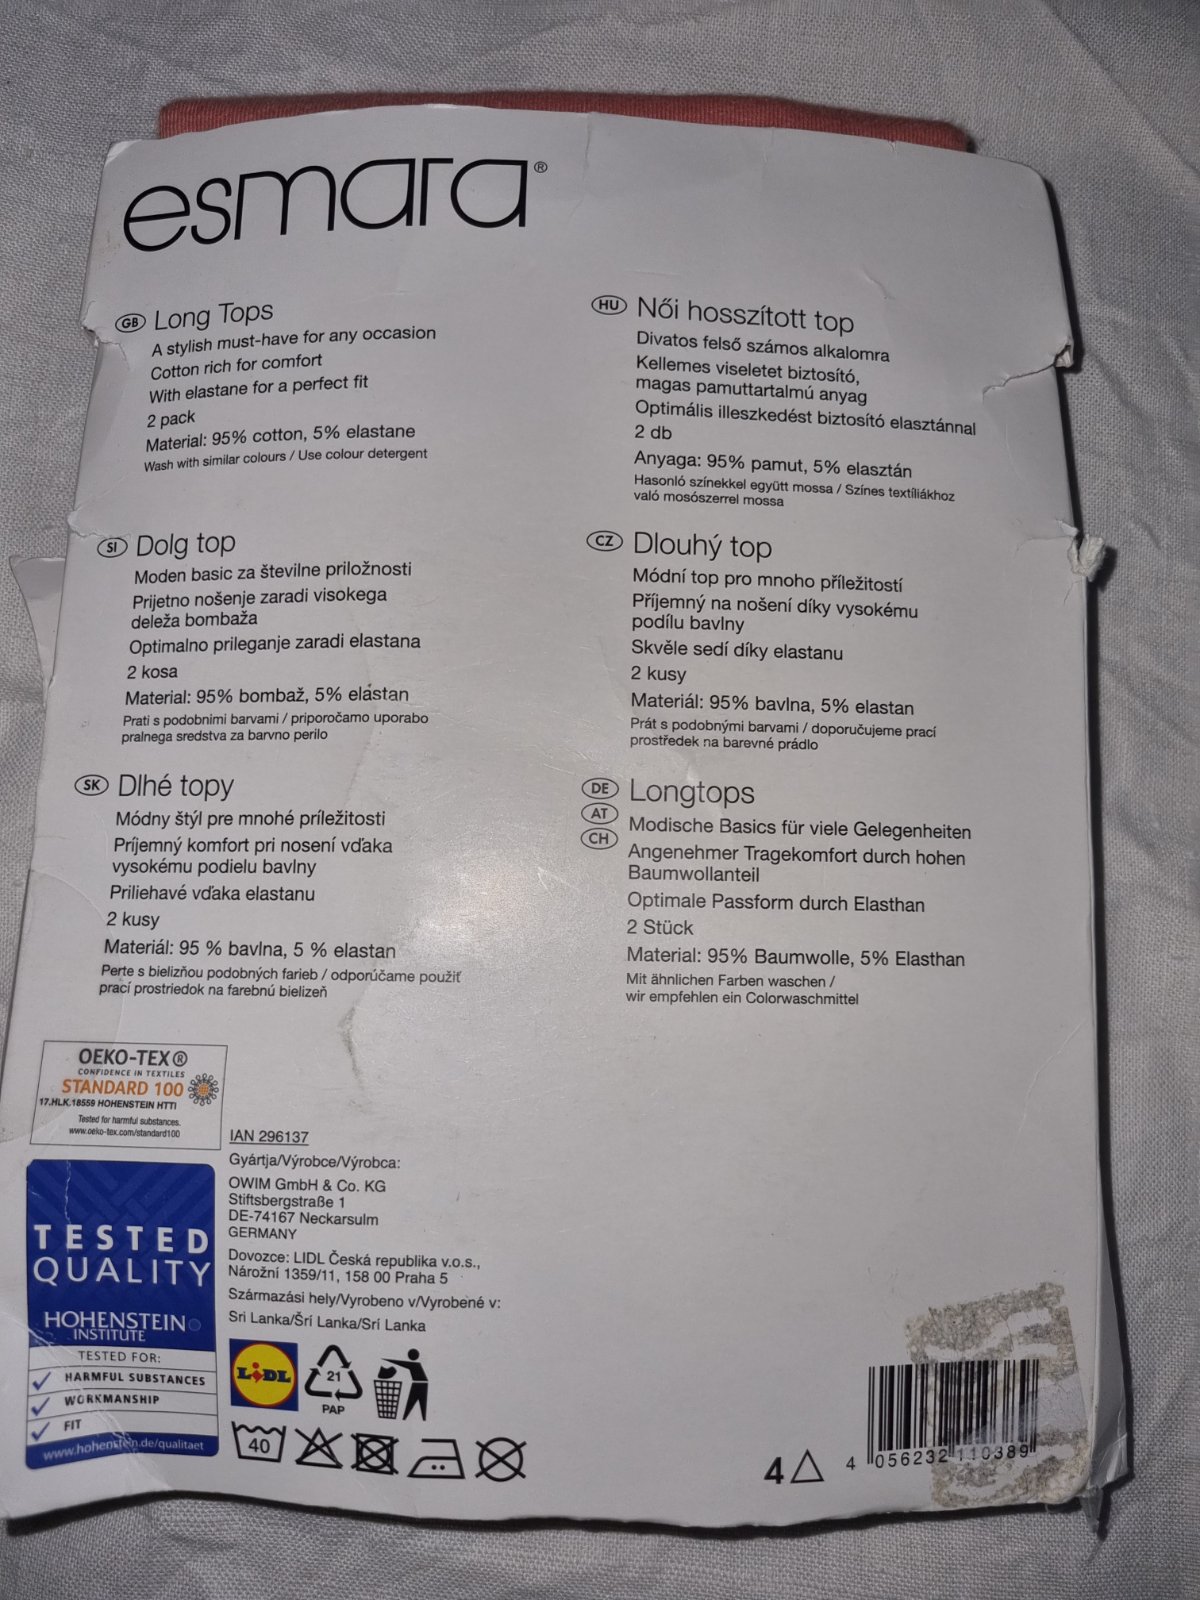 esmara®
GB Long Tops
A stylish must-have for any occasion
Cotton rich for comfort
With elastane for a perfect fit
2 pack
Material: 95% cotton, 5% elastane
Wash with similar colours / Use colour detergent
HU Női hosszított top
Divatos felső számos alkalomra
Kellemes viseletet biztosító,
magas pamuttartalmú anyag
Optimális illeszkedést biztosító elasztánnal
2 db
Anyaga: 95% pamut, 5% elasztán
Hasonló színekkel együtt mossa / Színes textíliákhoz
való mosószerrel mossa
SI Dolg top
Moden basic za številne priložnosti
Prijetno nošenje zaradi visokega
deleža bombaža
Optimalno prileganje zaradi elastana
2 kosa
Material: 95% bombaž, 5% elastan
Prati s podobnimi barvami / priporočamo uporabo
pralnega sredstva za barvno perilo
CZ Dlouhý top
Módní top pro mnoho příležitostí
Příjemný na nošení díky vysokému
podílu bavlny
Skvěle sedí díky elastanu
2 kusy
Materiál: 95% bavlna, 5% elastan
Prát s podobnými barvami / doporučujeme prací
prostředek na barevné prádlo
SK Dlhé topy
Módny štýl pre mnohé príležitosti
Príjemný komfort pri nosení vďaka
vysokému podielu bavlny
Priliehavé vďaka elastanu
2 kusy
Materiál: 95 % bavlna, 5 % elastan
Perte s bielizňou podobných farieb / odporúčame použiť
prací prostriedok na farebnú bielizeň
DE AT CH Longtops
Modische Basics für viele Gelegenheiten
Angenehmer Tragekomfort durch hohen
Baumwollanteil
Optimale Passform durch Elasthan
2 Stück
Material: 95% Baumwolle, 5% Elasthan
Mit ähnlichen Farben waschen /
wir empfehlen ein Colorwaschmittel
OEKO-TEX®
CONFIDENCE IN TEXTILES
STANDARD 100
17.HLK.18559 HOHENSTEIN HTTI
Tested for harmful substances.
www.oeko-tex.com/standard100
TESTED
QUALITY
HOHENSTEIN
INSTITUTE
TESTED FOR:
HARMFUL SUBSTANCES
WORKMANSHIP
FIT
www.hohenstein.de/qualitaet
IAN 296137
Gyártja/Výrobce/Výrobca:
OWIM GmbH & Co. KG
Stiftsbergstraße 1
DE-74167 Neckarsulm
GERMANY
Dovozce: LIDL Česká republika v.o.s.,
Nárožní 1359/11, 158 00 Praha 5
Származási hely/Vyrobeno v/Vyrobené v:
Sri Lanka/Šrí Lanka/Srí Lanka
LIDL
21
PAP
40
4
4 056232 110389